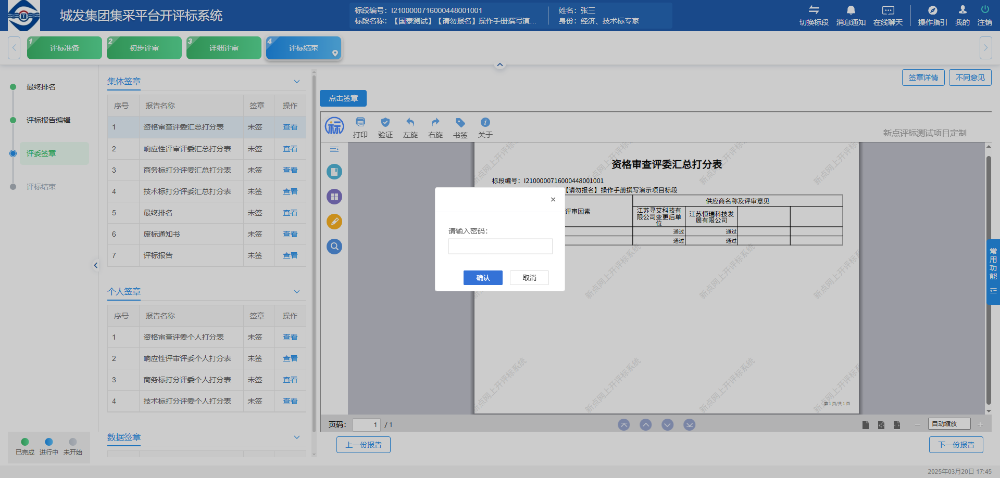 城发集团集采平台开评标系统
标段编号：I2100000716000448001001
标段名称：【国泰测试】【请勿报名】操作手册撰写演...
姓名：张三
身份：经济、技术标专家
切换标段
消息通知
在线聊天
操作指引
我的
注销
1 评标准备
2 初步评审
3 详细评审
4 评标结束
最终排名
评标报告编辑
评委签章
评标结束
已完成
进行中
未开始
集体签章
序号 报告名称 签章 操作
1 资格审查评委汇总打分表 未签 查看
2 响应性评审评委汇总打分表 未签 查看
3 商务标打分评委汇总打分表 未签 查看
4 技术标打分评委汇总打分表 未签 查看
5 最终排名 未签 查看
6 废标通知书 未签 查看
7 评标报告 未签 查看
个人签章
序号 报告名称 签章 操作
1 资格审查评委个人打分表 未签 查看
2 响应性评审评委个人打分表 未签 查看
3 商务标打分评委个人打分表 未签 查看
4 技术标打分评委个人打分表 未签 查看
数据签章
签章详情
不同意见
点击签章
标
打印
验证
左旋
右旋
书签
关于
新点评标测试项目定制
资格审查评委汇总打分表
标段编号：I2100000716000448001001
【请勿报名】操作手册撰写演示项目标段
评审因素
供应商名称及评审意见
江苏寻艾科技有限公司变更后单位
江苏恒瑞科技发展有限公司
通过 通过
通过 通过
新点网上开评标系统
第 1 页/共 1 页
请输入密码：
确认
取消
常用功能
页码： 1 / 1
自动缩放
上一份报告
下一份报告
2025年03月20日 17:45